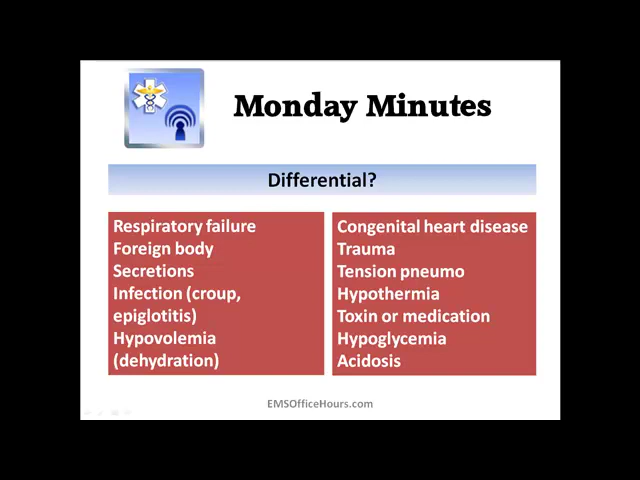 Monday Minutes
Differential?
Respiratory failure
Foreign body
Secretions
Infection (croup,
epiglotitis)
Hypovolemia
(dehydration)
Congenital heart disease
Trauma
Tension pneumo
Hypothermia
Toxin or medication
Hypoglycemia
Acidosis
EMSOfficeHours.com